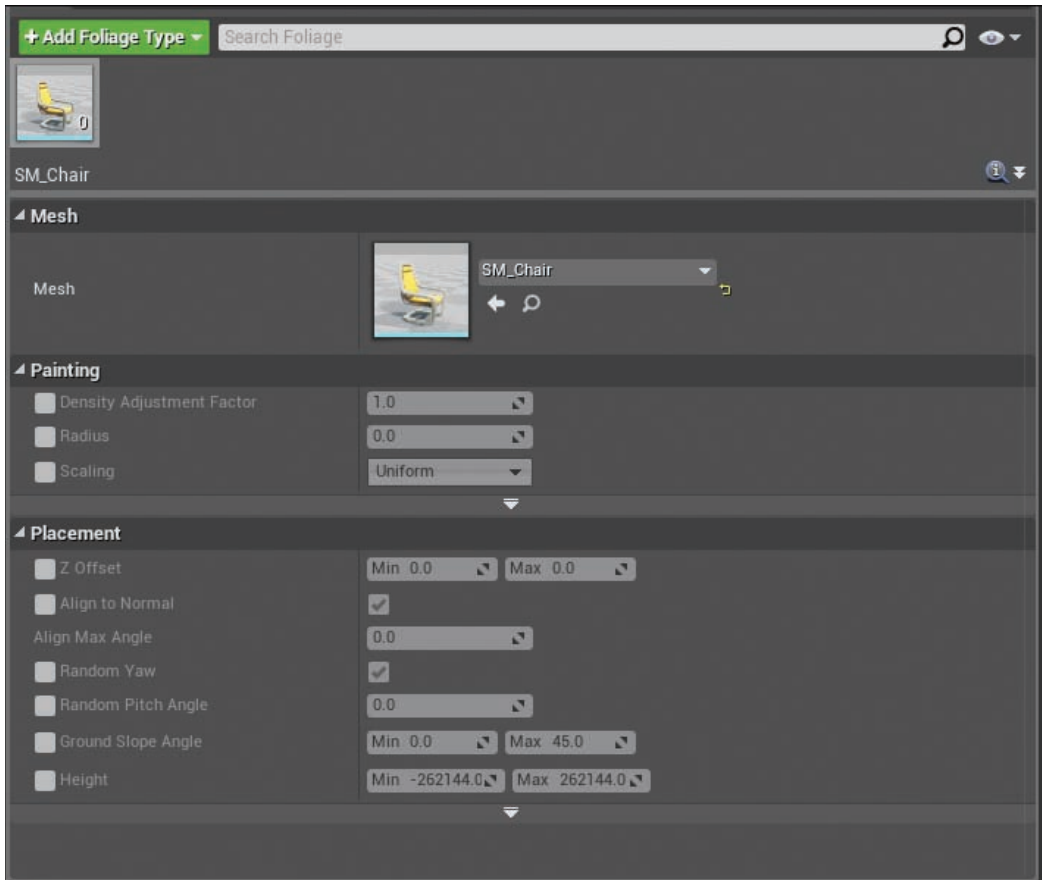 + Add Foliage Type Search Foliage
0
SM_Chair
Mesh
Mesh SM_Chair
Painting
Density Adjustment Factor 1.0
Radius 0.0
Scaling Uniform
Placement
Z Offset Min 0.0 Max 0.0
Align to Normal
Align Max Angle 0.0
Random Yaw
Random Pitch Angle 0.0
Ground Slope Angle Min 0.0 Max 45.0
Height Min -262144.0 Max 262144.0